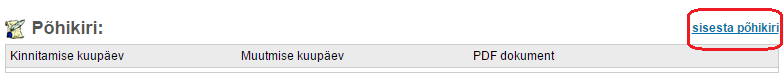 Põhikiri: sisesta põhikiri
Kinnitamise kuupäev Muutmise kuupäev PDF dokument